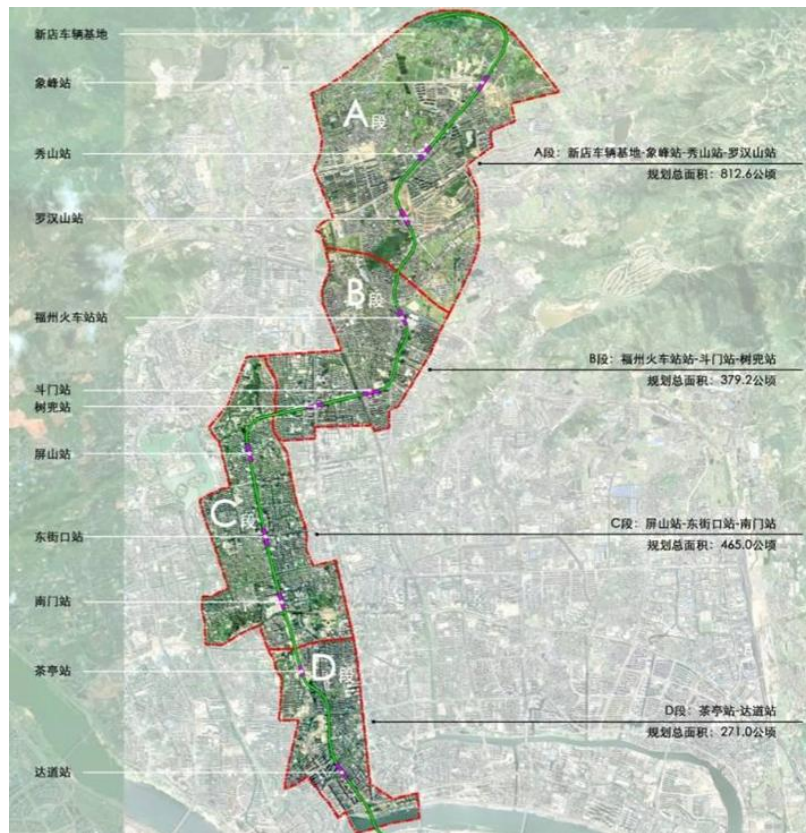 新店车辆基地
象峰站
A段
秀山站
A段：新店车辆基地-象峰站-秀山站-罗汉山站
规划总面积：812.6公顷
罗汉山站
B段
福州火车站站
B段：福州火车站站-斗门站-树兜站
规划总面积：379.2公顷
斗门站
树兜站
屏山站
C段
C段：屏山站-东街口站-南门站
规划总面积：465.0公顷
东街口站
南门站
茶亭站
D段
D段：茶亭站-达道站
规划总面积：271.0公顷
达道站